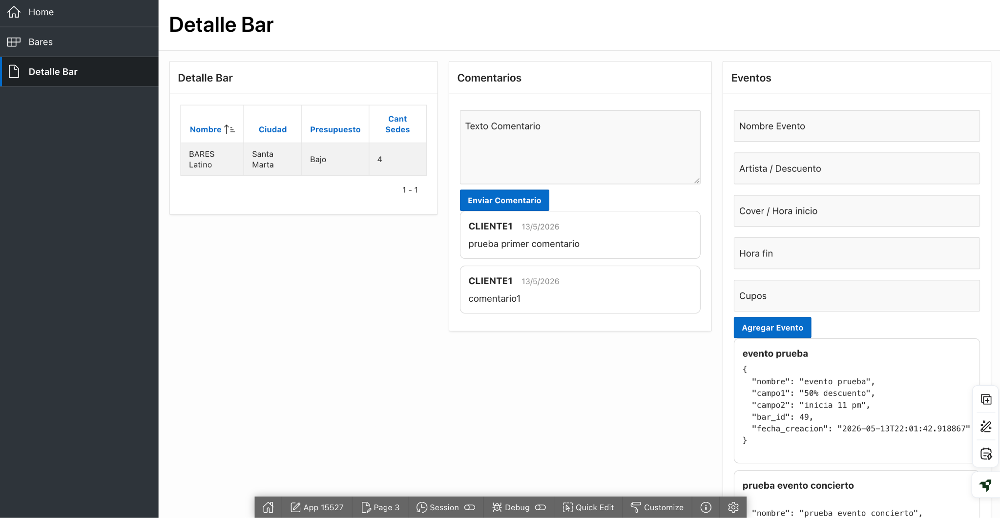 Home
Bares
Detalle Bar
Detalle Bar
Detalle Bar
Nombre
Ciudad
Presupuesto
Cant
Sedes
BARES
Latino
Santa
Marta
Bajo
4
1 - 1
Comentarios
Texto Comentario
Enviar Comentario
CLIENTE1 13/5/2026
prueba primer comentario
CLIENTE1 13/5/2026
comentario1
Eventos
Nombre Evento
Artista / Descuento
Cover / Hora inicio
Hora fin
Cupos
Agregar Evento
evento prueba
{
"nombre": "evento prueba",
"campo1": "50% descuento",
"campo2": "inicia 11 pm",
"bar_id": 49,
"fecha_creacion": "2026-05-13T22:01:42.918867"
}
prueba evento concierto
"nombre": "prueba evento concierto",
App 15527
Page 3
Session
Debug
Quick Edit
Customize